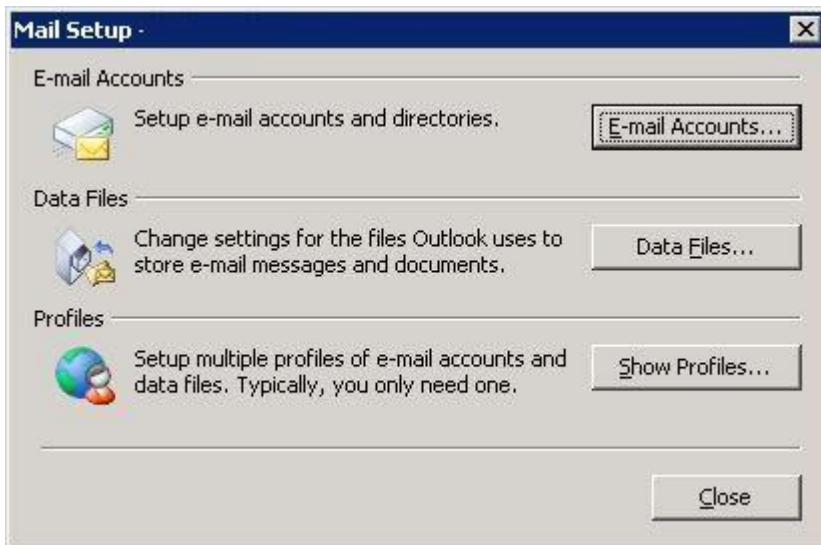 Mail Setup -
E-mail Accounts
Setup e-mail accounts and directories.
E-mail Accounts...
Data Files
Change settings for the files Outlook uses to
store e-mail messages and documents.
Data Files...
Profiles
Setup multiple profiles of e-mail accounts and
data files. Typically, you only need one.
Show Profiles...
Close